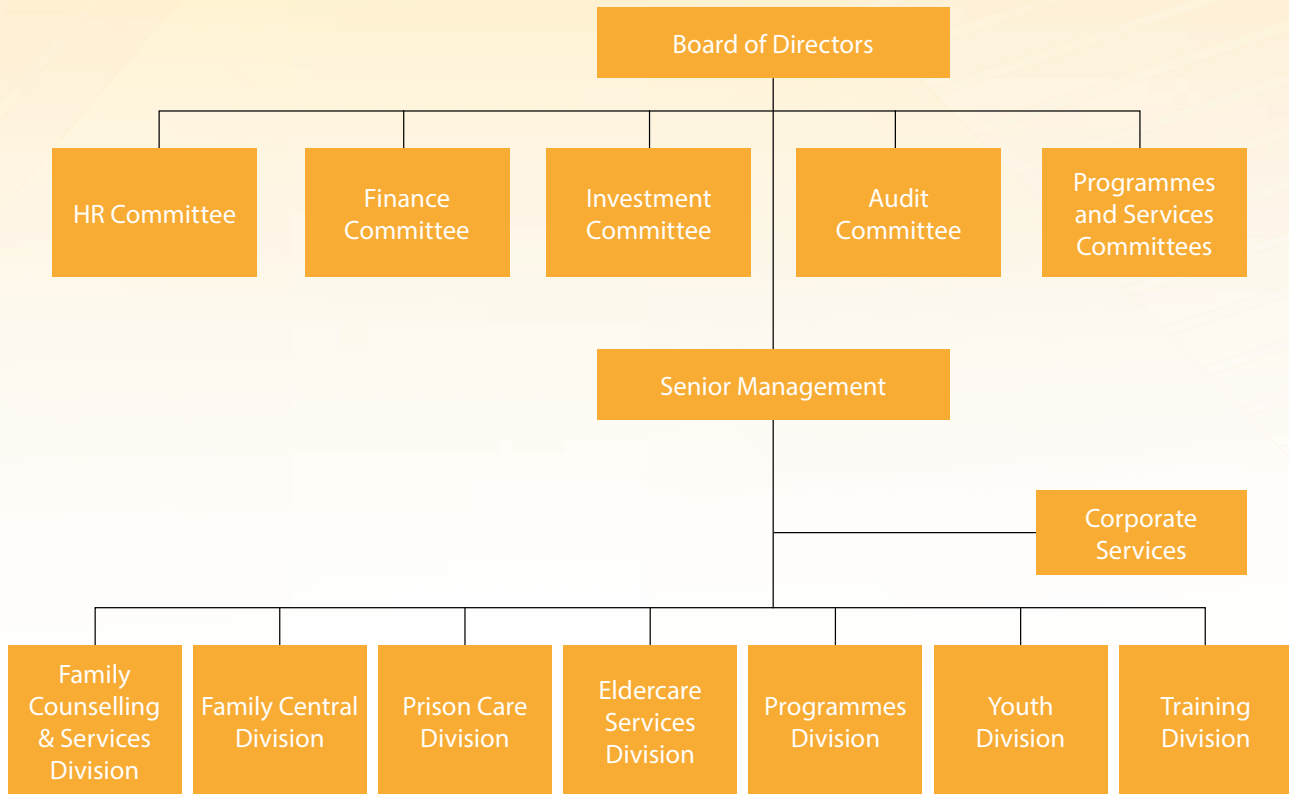 Board of Directors
HR Committee
Finance
Committee
Investment
Committee
Audit
Committee
Programmes
and Services
Committees
Senior Management
Corporate
Services
Family
Counselling
& Services
Division
Family Central
Division
Prison Care
Division
Eldercare
Services
Division
Programmes
Division
Youth
Division
Training
Division